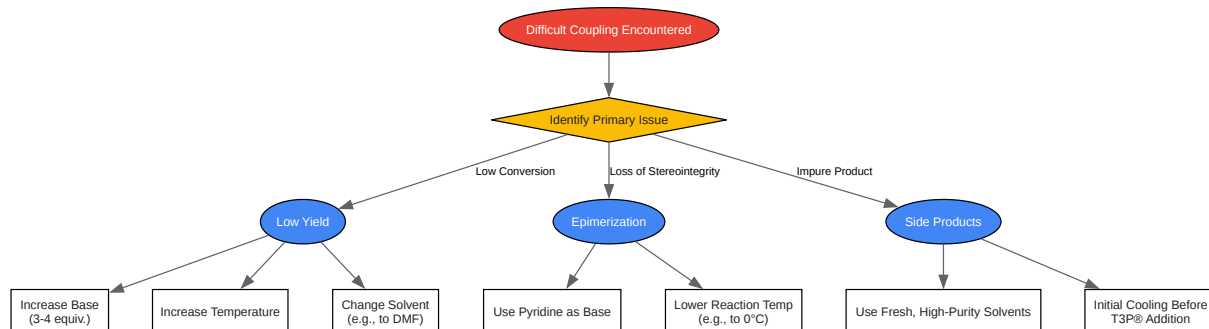 Difficult Coupling Encountered
Identify Primary Issue
Low Conversion
Loss of Stereointegrity
Impure Product
Low Yield
Epimerization
Side Products
Increase Base
(3-4 equiv.)
Increase Temperature
Change Solvent
(e.g., to DMF)
Use Pyridine as Base
Lower Reaction Temp
(e.g., to 0°C)
Use Fresh, High-Purity Solvents
Initial Cooling Before
T3P® Addition